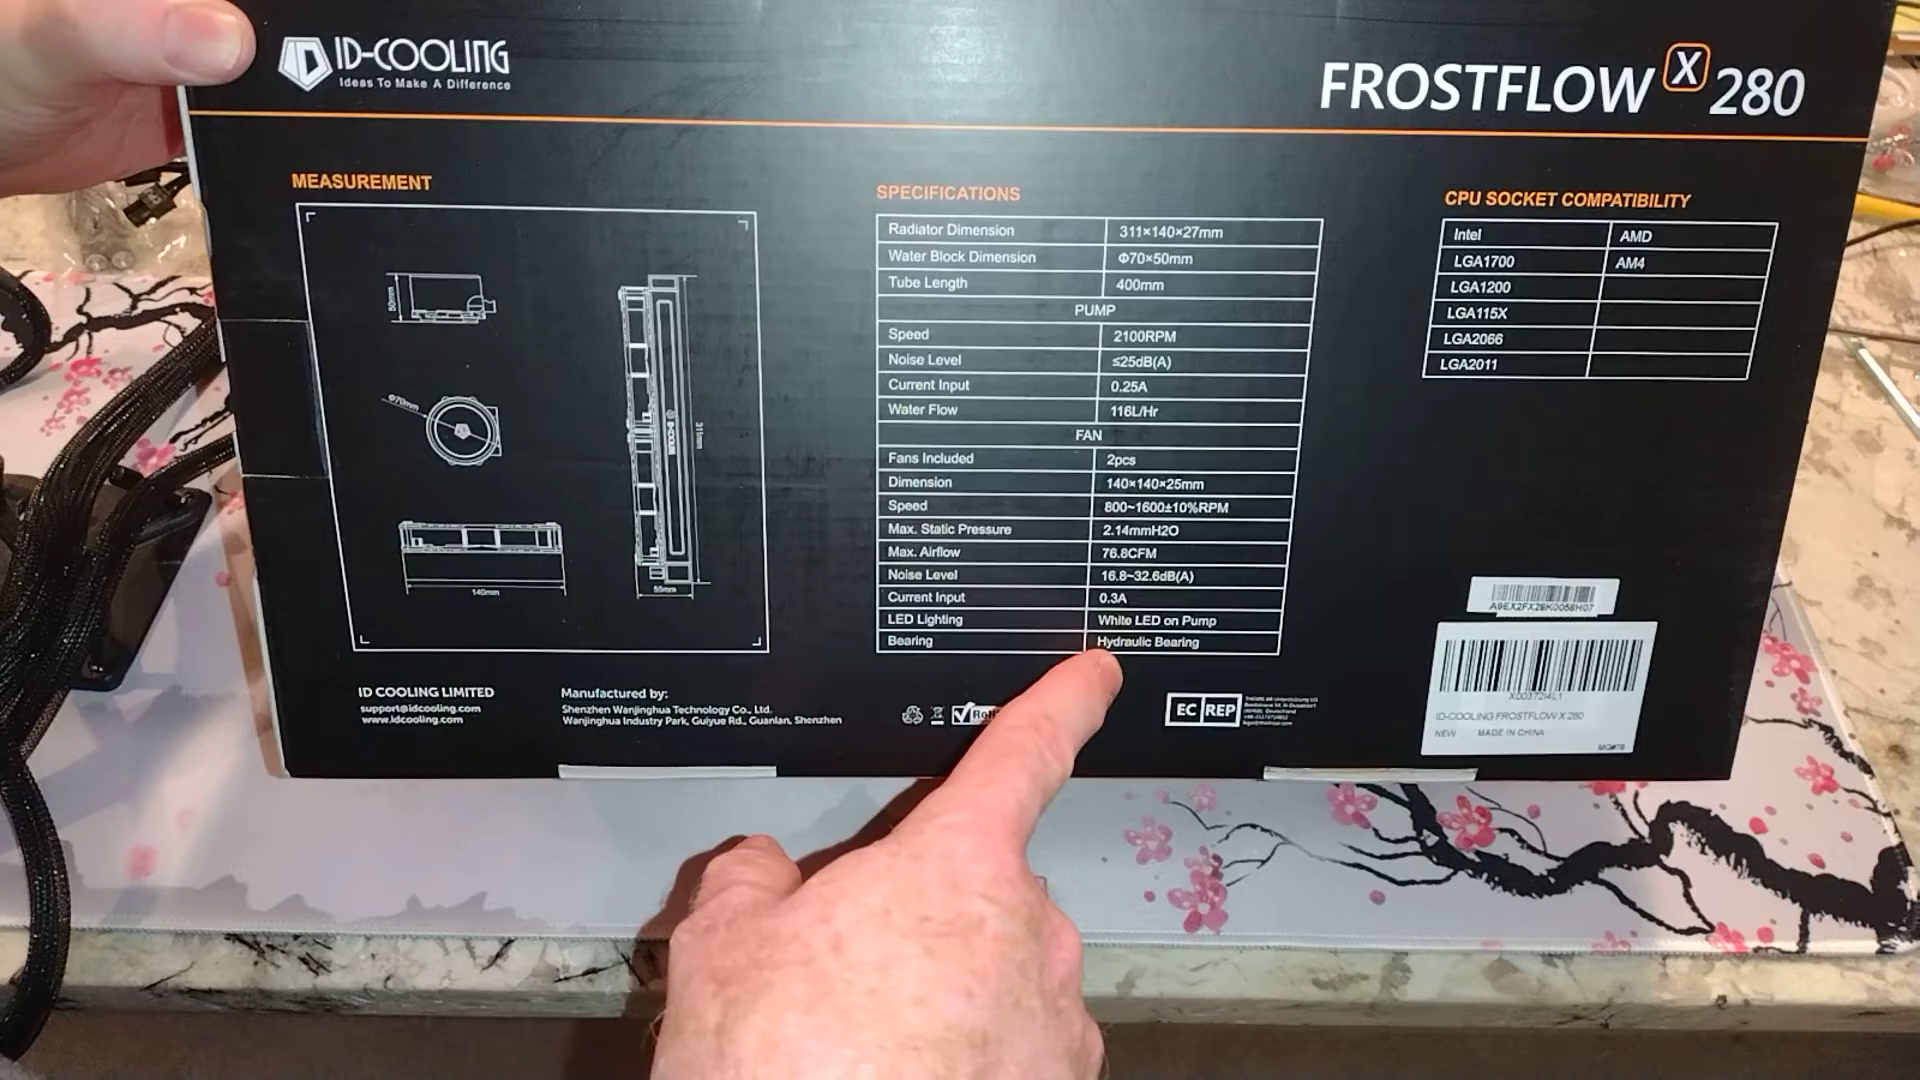 ID-COOLING
Ideas To Make A Difference
FROSTFLOW X 280
MEASUREMENT
50mm
Φ70mm
140mm
ID-COOLING
311mm
55mm
SPECIFICATIONS
Radiator Dimension 311×140×27mm
Water Block Dimension Φ70×50mm
Tube Length 400mm
PUMP
Speed 2100RPM
Noise Level ≤25dB(A)
Current Input 0.25A
Water Flow 116L/Hr
FAN
Fans Included 2pcs
Dimension 140×140×25mm
Speed 800~1600±10%RPM
Max. Static Pressure 2.14mmH2O
Max. Airflow 76.8CFM
Noise Level 16.8~32.6dB(A)
Current Input 0.3A
LED Lighting White LED on Pump
Bearing Hydraulic Bearing
CPU SOCKET COMPATIBILITY
Intel AMD
LGA1700 AM4
LGA1200
LGA115X
LGA2066
LGA2011
ID COOLING LIMITED
support@idcooling.com
www.idcooling.com
Manufactured by:
Shenzhen Wanjinghua Technology Co., Ltd.
Wanjinghua Industry Park, Guiyue Rd., Guanlan, Shenzhen
RoH
EC REP
ID-COOLING FROSTFLOW X 280
NEW MADE IN CHINA